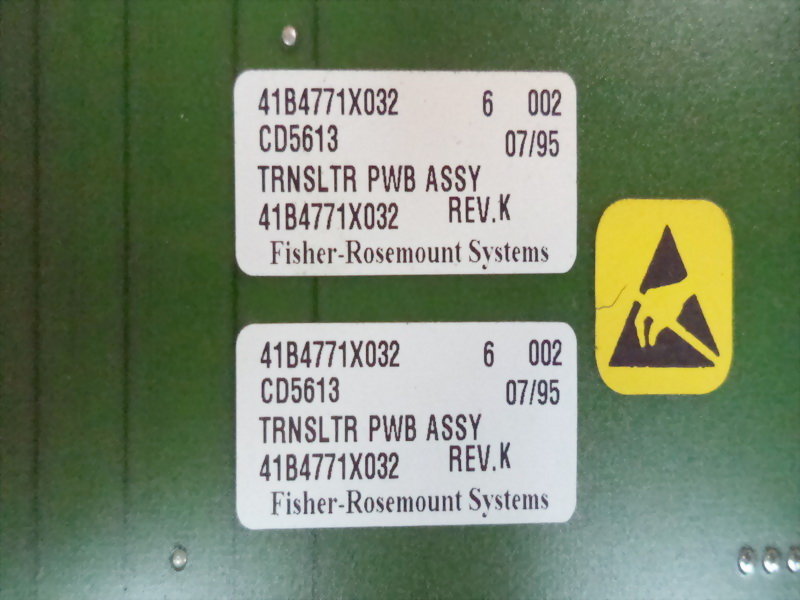 41B4771X032 6 002
CD5613 07/95
TRNSLTR PWB ASSY
41B4771X032 REV.K
Fisher-Rosemount Systems
41B4771X032 6 002
CD5613 07/95
TRNSLTR PWB ASSY
41B4771X032 REV.K
Fisher-Rosemount Systems